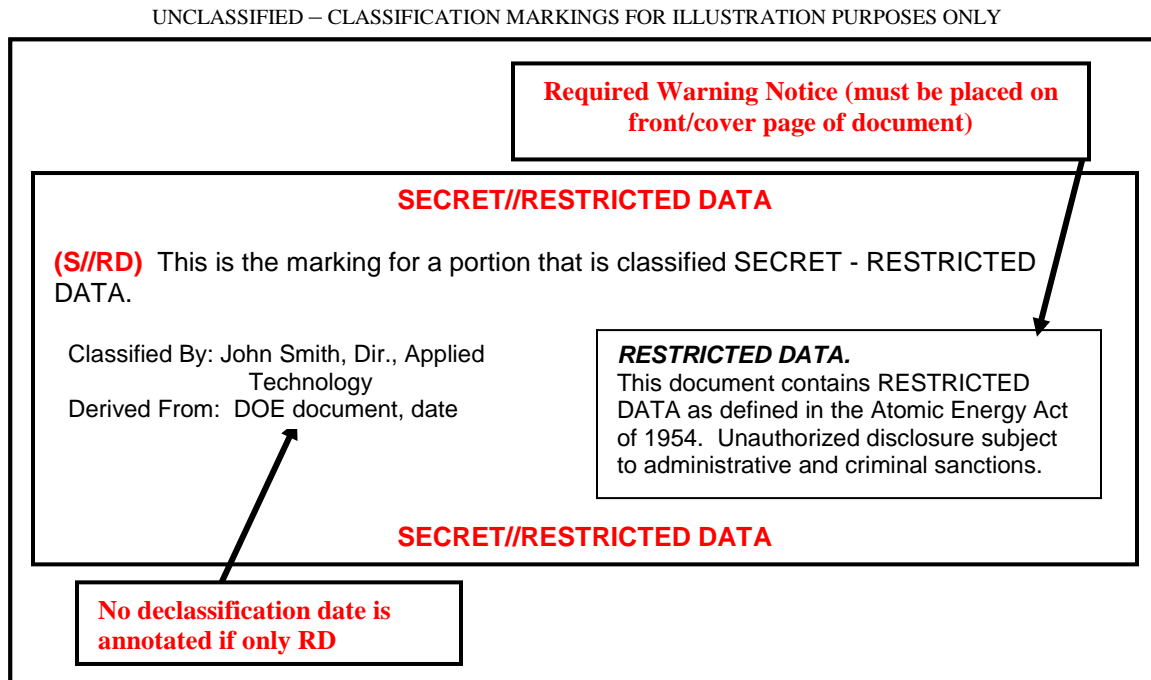 UNCLASSIFIED – CLASSIFICATION MARKINGS FOR ILLUSTRATION PURPOSES ONLY
Required Warning Notice (must be placed on
front/cover page of document)
SECRET//RESTRICTED DATA
(S//RD) This is the marking for a portion that is classified SECRET - RESTRICTED
DATA.
Classified By: John Smith, Dir., Applied
Technology
Derived From: DOE document, date
RESTRICTED DATA.
This document contains RESTRICTED
DATA as defined in the Atomic Energy Act
of 1954. Unauthorized disclosure subject
to administrative and criminal sanctions.
SECRET//RESTRICTED DATA
No declassification date is
annotated if only RD